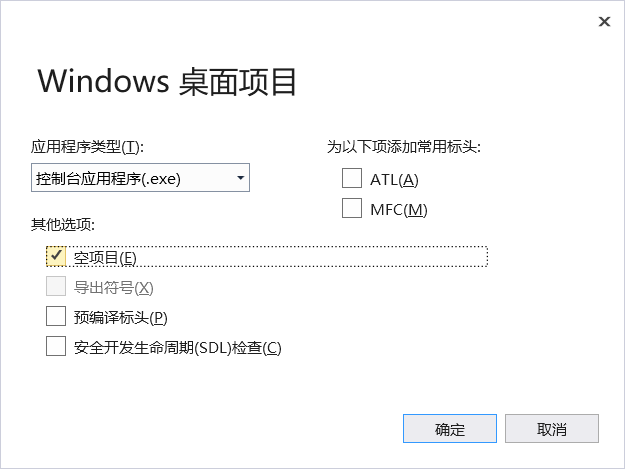 Windows 桌面项目
应用程序类型(T):
控制台应用程序(.exe)
为以下项添加常用标头:
ATL(A)
MFC(M)
其他选项:
空项目(E)
导出符号(X)
预编译标头(P)
安全开发生命周期(SDL)检查(C)
确定
取消